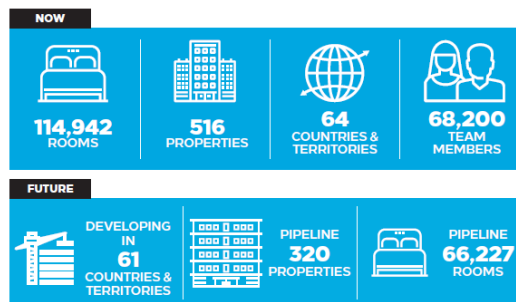 NOW
114,942
ROOMS
516
PROPERTIES
64
COUNTRIES &
TERRITORIES
68,200
TEAM
MEMBERS
FUTURE
DEVELOPING
IN
61
COUNTRIES &
TERRITORIES
PIPELINE
320
PROPERTIES
PIPELINE
66,227
ROOMS